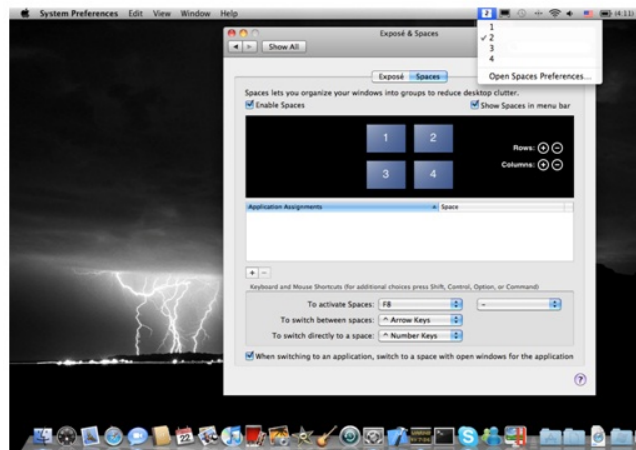 System Preferences Edit View Window Help
2
(4:11)
1
✓ 2
3
4
Open Spaces Preferences...
Exposé & Spaces
Show All
Exposé Spaces
Spaces lets you organize your windows into groups to reduce desktop clutter.
Enable Spaces
Show Spaces in menu bar
1 2
Rows:
3 4
Columns:
Application Assignments
Space
Keyboard and Mouse Shortcuts (for additional choices press Shift, Control, Option, or Command)
To activate Spaces: F8 –
To switch between spaces: ^ Arrow Keys
To switch directly to a space: ^ Number Keys
When switching to an application, switch to a space with open windows for the application
?
22